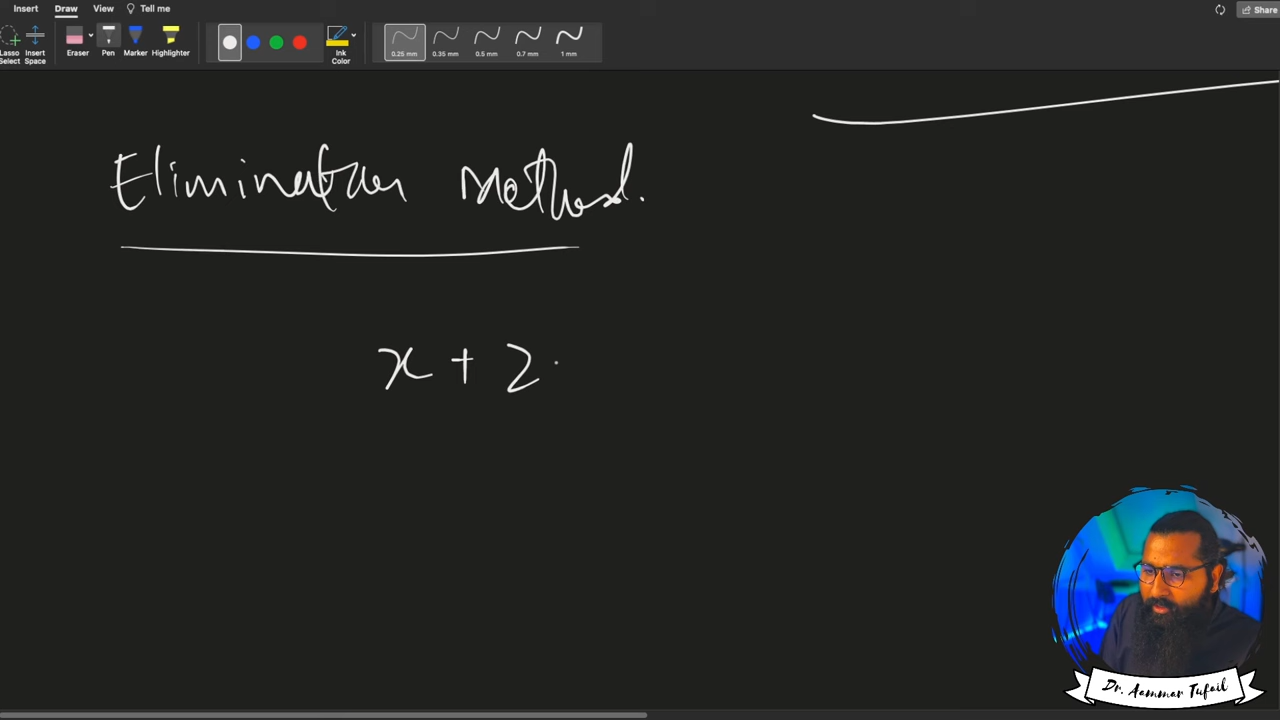 Insert Draw View Tell me Share
Lasso Select
Insert Space
Eraser
Pen
Marker
Highlighter
Ink Color
0.25 mm 0.35 mm 0.5 mm 0.7 mm 1 mm
Elimination Method.
x + 2
Dr. Aammar Tufail